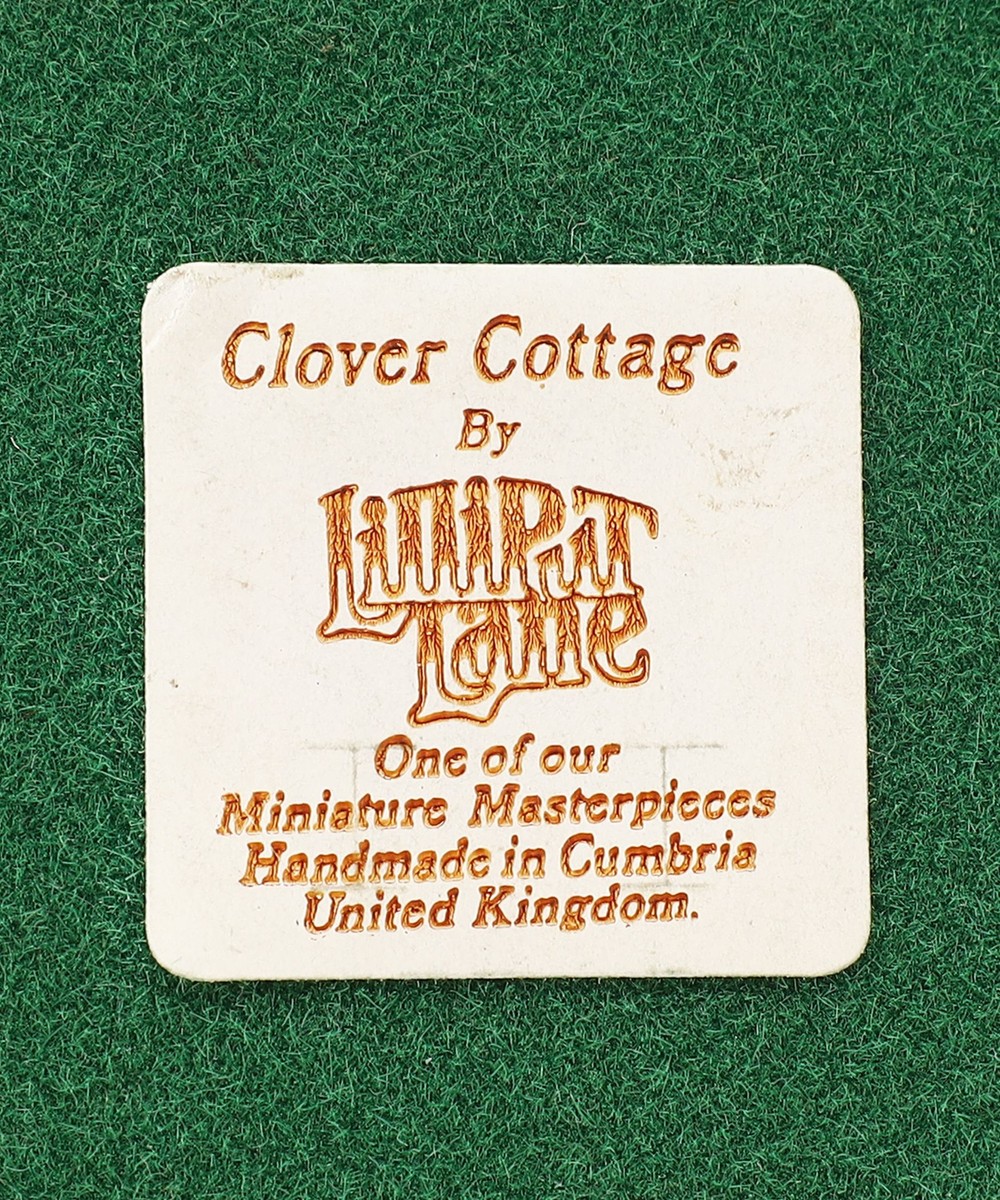 Clover Cottage
By
LilliPuT
Lane
One of our
Miniature Masterpieces
Handmade in Cumbria
United Kingdom.